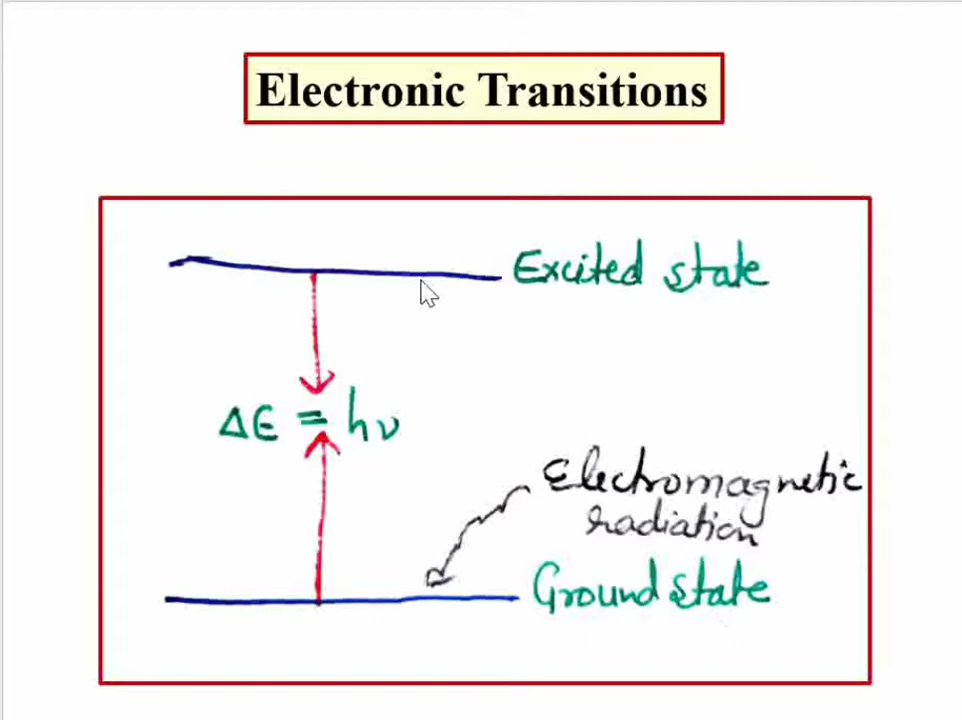 Electronic Transitions
Excited state
ΔE = hν
Electromagnetic
radiation
Ground state